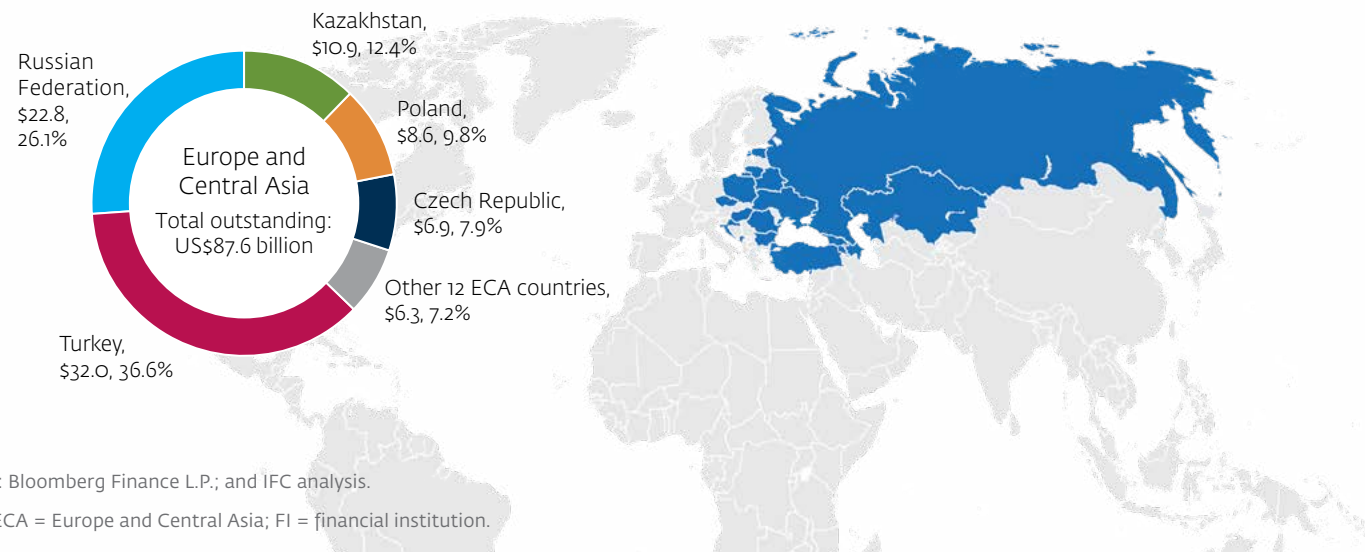 Kazakhstan,
$10.9, 12.4%
Russian
Federation,
$22.8,
26.1%
Poland,
$8.6, 9.8%
Europe and
Central Asia
Total outstanding:
US$87.6 billion
Czech Republic,
$6.9, 7.9%
Other 12 ECA countries,
$6.3, 7.2%
Turkey,
$32.0, 36.6%
: Bloomberg Finance L.P.; and IFC analysis.
ECA = Europe and Central Asia; FI = financial institution.